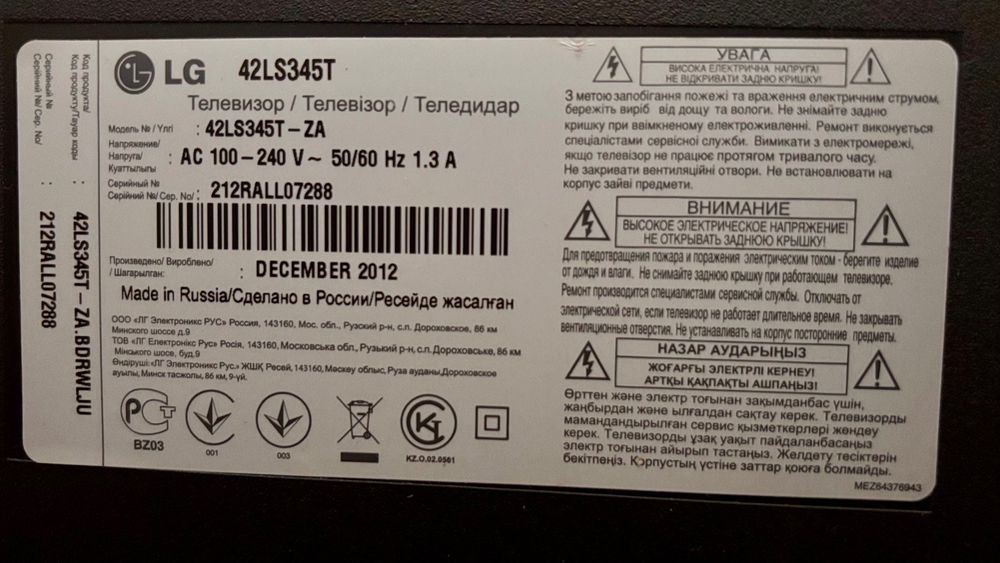 Код продукта/
Код продукту/Тауар коды : 42LS345T-ZA.BDRWLJU
Серийный №/
Серійний №/ Сер. No/: 212RALL07288
LG 42LS345T
Телевизор / Телевізор / Теледидар
Модель № / Үлгі : 42LS345T-ZA
Напряжение/
Напруга/
Қуаттылығы : AC 100-240 V~ 50/60 Hz 1.3 A
Серийный №
Серійний №/ Сер. No/ : 212RALL07288
Произведено/ Вироблено/
/ Шағарылған: : DECEMBER 2012
Made in Russia/Сделано в России/Ресейде жасалған
ООО «ЛГ Электроникс РУС» Россия, 143160, Мос. обл., Рузский р-н, с.п. Дороховское, 86 км
Минского шоссе д.9
ТОВ «ЛГ Електронікс Рус» Росія, 143160, Московська обл., Рузький р-н, с.п. Дороховське, 86 км
Мінського шосе, буд.9
Өндіруші: «ЛГ Электроникс Рус» ЖШҚ Ресей, 143160, Мәскеу облыс, Руза ауданы,Дороховское
ауылы, Минск тасжолы, 86 км, 9-уй.
РСТ
BZ03
001
003
KZ.O.02.0501
УВАГА
ВИСОКА ЕЛЕКТРИЧНА НАПРУГА!
НЕ ВІДКРИВАТИ ЗАДНЮ КРИШКУ!
З метою запобігання пожежі та враження електричним струмом,
бережіть виріб від дощу та вологи. Не знімайте задню
кришку при ввімкненому електроживленні. Ремонт виконується
спеціалістами сервісної служби. Вимикати з електромережі,
якщо телевізор не працює протягом тривалого часу.
Не закривати вентиляційні отвори. Не встановлювати на
корпус зайві предмети.
ВНИМАНИЕ
ВЫСОКОЕ ЭЛЕКТРИЧЕСКОЕ НАПРЯЖЕНИЕ!
НЕ ОТКРЫВАТЬ ЗАДНЮЮ КРЫШКУ!
Для предотвращения пожара и поражения электрическим током - берегите изделие
от дождя и влаги. Не снимайте заднюю крышку при работающем телевизоре.
Ремонт производится специалистами сервисной службы. Отключать от
электрической сети, если телевизор не работает длительное время. Не закрывать
вентиляционные отверстия. Не устанавливать на корпус посторонние предметы.
НАЗАР АУДАРЫҢЫЗ
ЖОҒАРҒЫ ЭЛЕКТРЛІ КЕРНЕУ!
АРТҚЫ ҚАҚПАҚТЫ АШПАҢЫЗ!
Өрттен және электр тоғынан зақымданбас үшін,
жаңбырдан және ылғалдан сақтау керек. Телевизорды
мамандандырылған сервис қызметкерлері жөндеу
керек. Телевизорды ұзақ уақыт пайдаланбасаңыз
электр тоғынан айырып тастаңыз. Желдету тесіктерін
бекітпеңіз. Корпустың үстіне заттар қоюға болмайды.
MEZ64376943